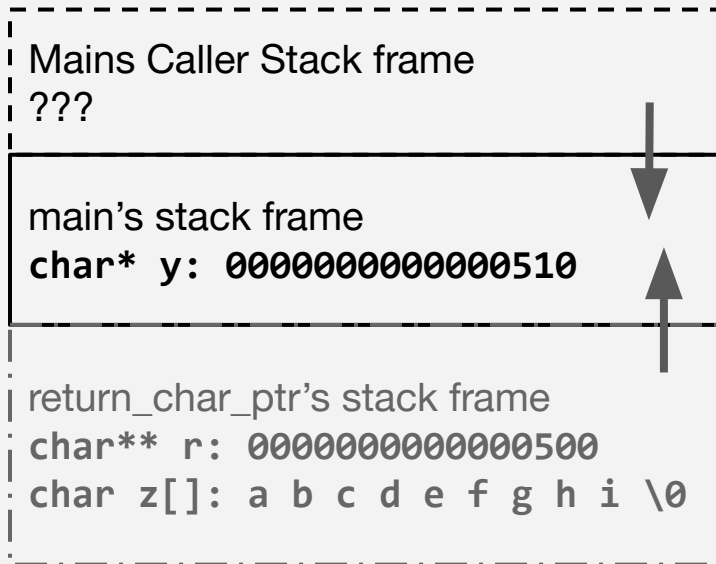 Mains Caller Stack frame
???
main’s stack frame
char* y: 0000000000000510
return_char_ptr’s stack frame
char** r: 0000000000000500
char z[]: a b c d e f g h i \0